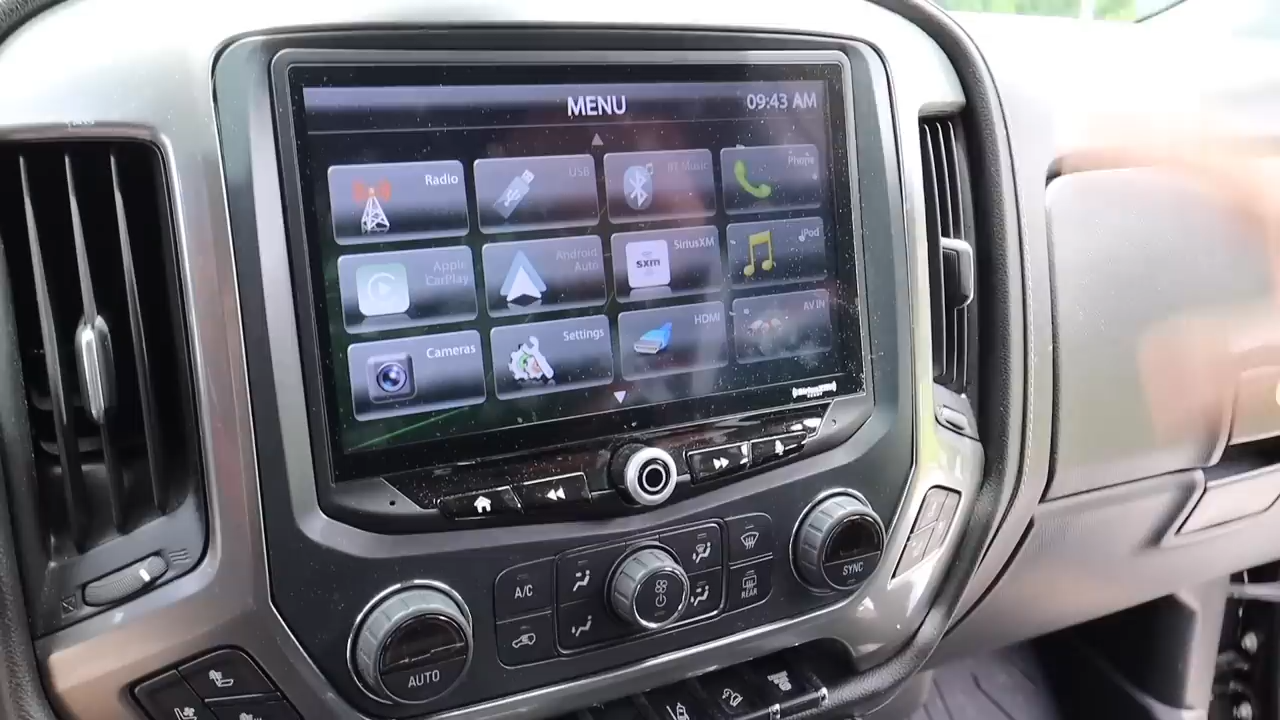 MENU
09:43 AM
Radio
USB
BT Music
Phone
Apple
CarPlay
Android
Auto
SiriusXM
sxm
iPod
Cameras
Settings
HDMI
AV IN
A/C
REAR
SYNC
AUTO